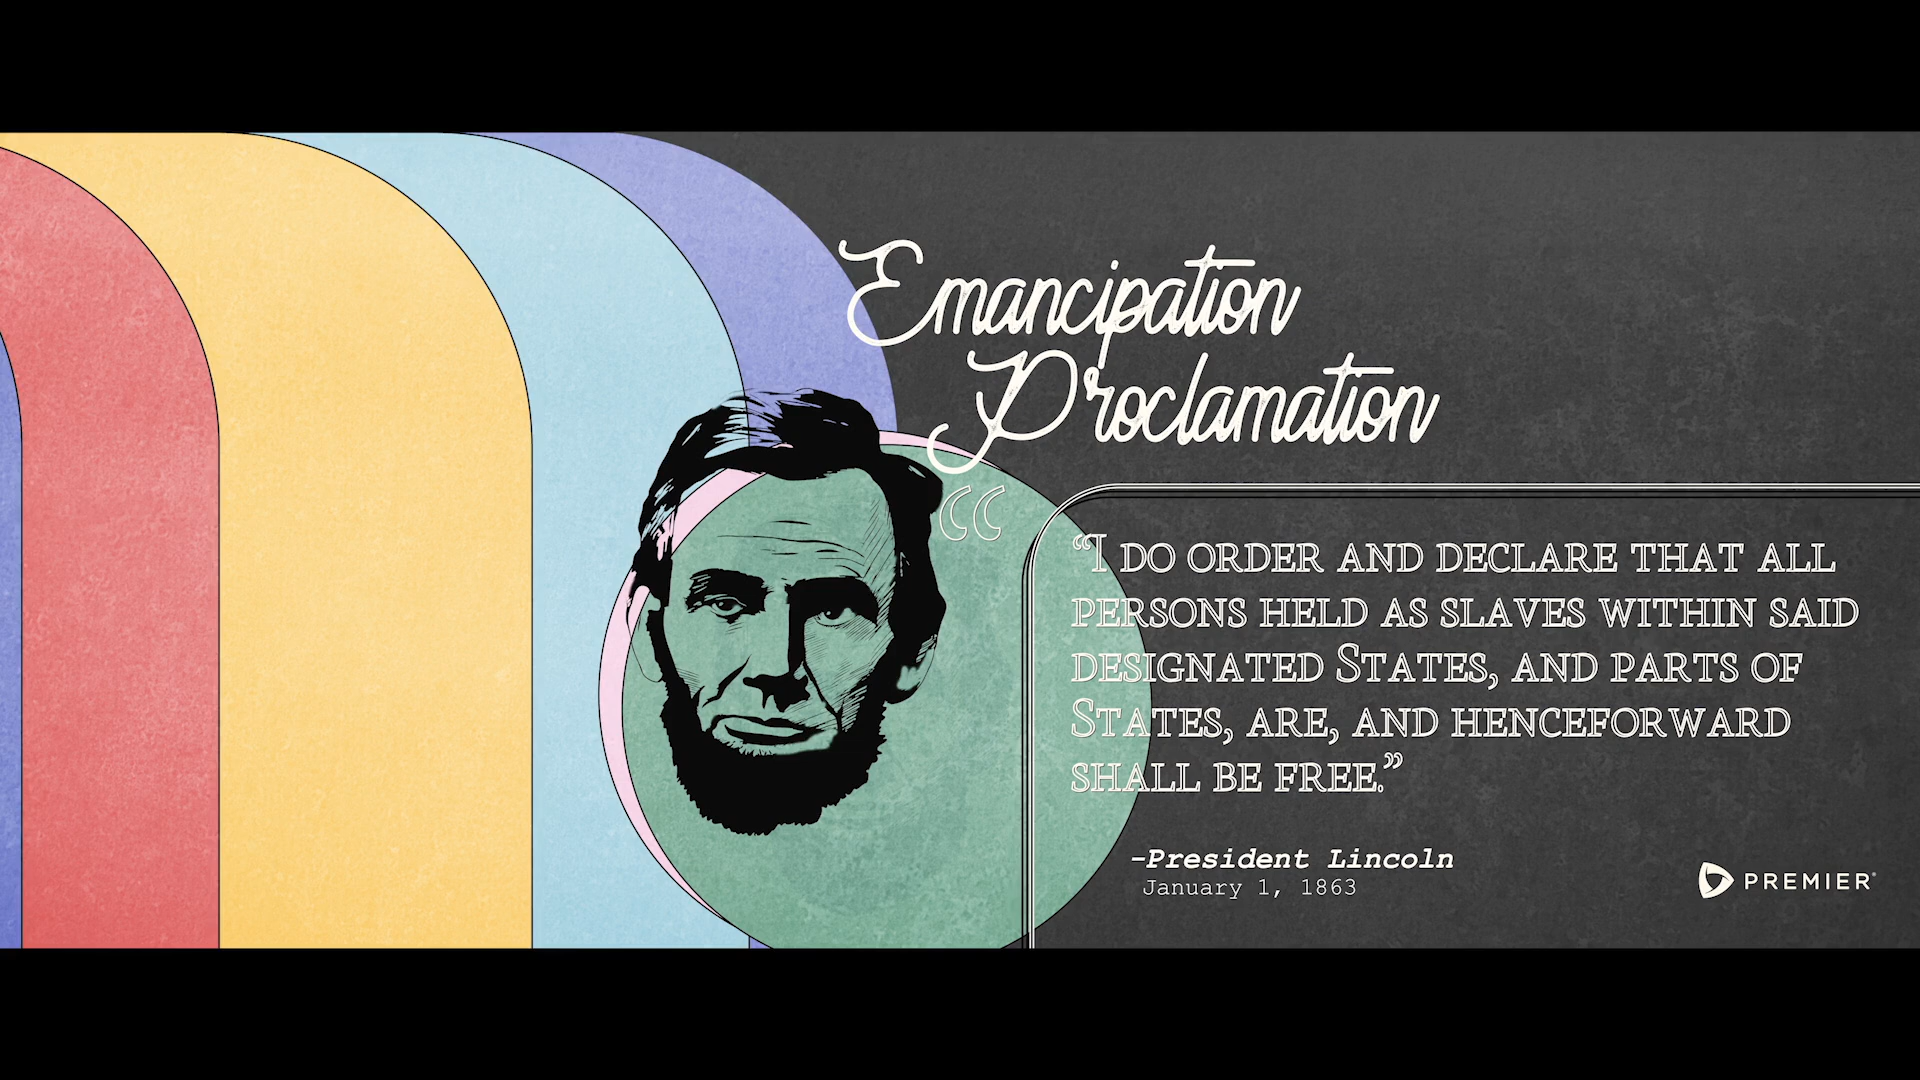 Emancipation
Proclamation
“
“I DO ORDER AND DECLARE THAT ALL
PERSONS HELD AS SLAVES WITHIN SAID
DESIGNATED STATES, AND PARTS OF
STATES, ARE, AND HENCEFORWARD
SHALL BE FREE.”
-President Lincoln
January 1, 1863
PREMIER®